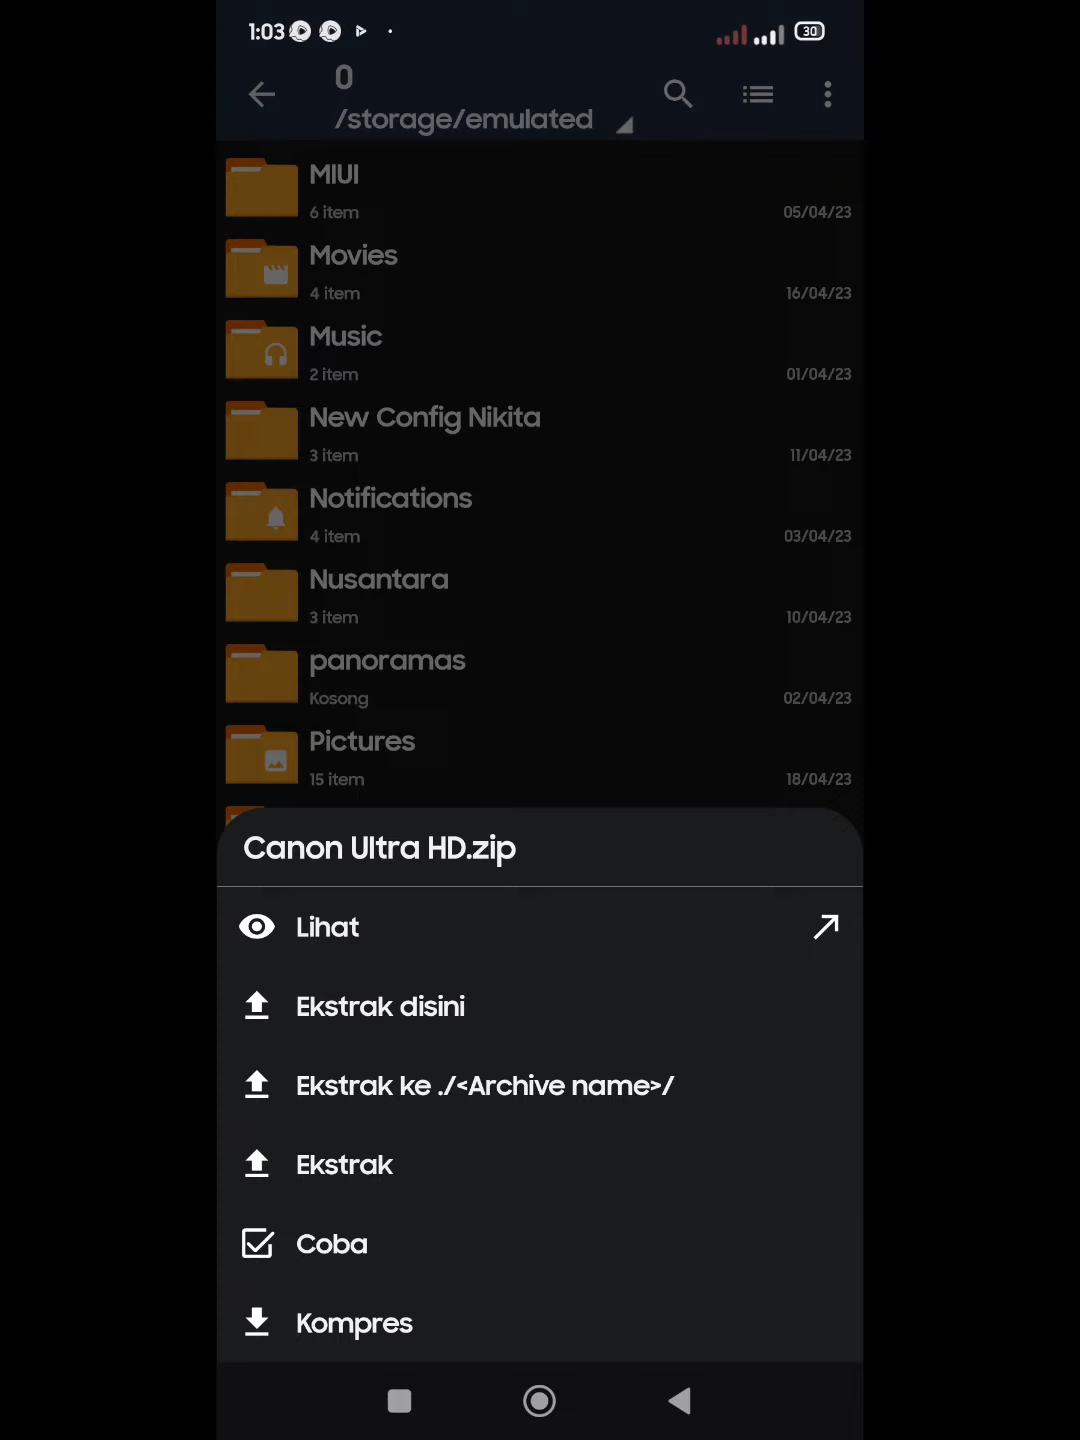 1:03
30
0
/storage/emulated
MIUI
6 item
05/04/23
Movies
4 item
16/04/23
Music
2 item
01/04/23
New Config Nikita
3 item
11/04/23
Notifications
4 item
03/04/23
Nusantara
3 item
10/04/23
panoramas
Kosong
02/04/23
Pictures
15 item
18/04/23
Canon Ultra HD.zip
Lihat
Ekstrak disini
Ekstrak ke ./<Archive name>/
Ekstrak
Coba
Kompres